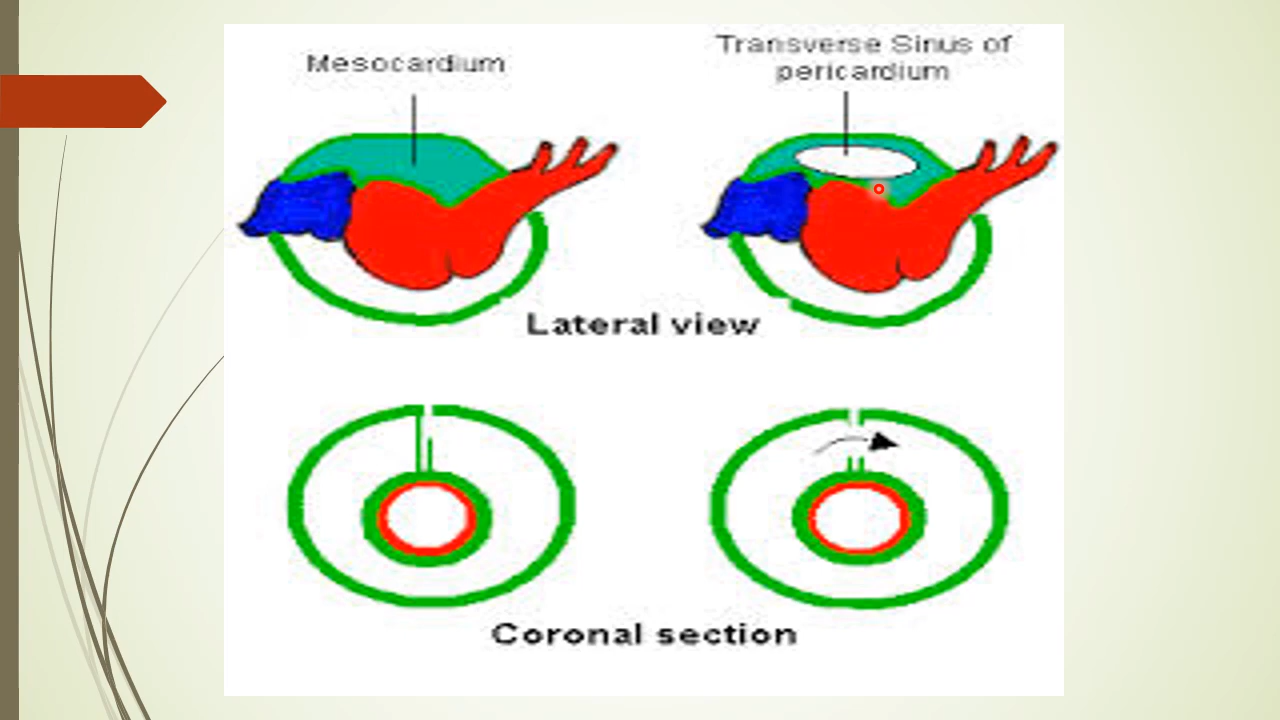 Mesocardium
Transverse Sinus of
pericardium
Lateral view
Coronal section